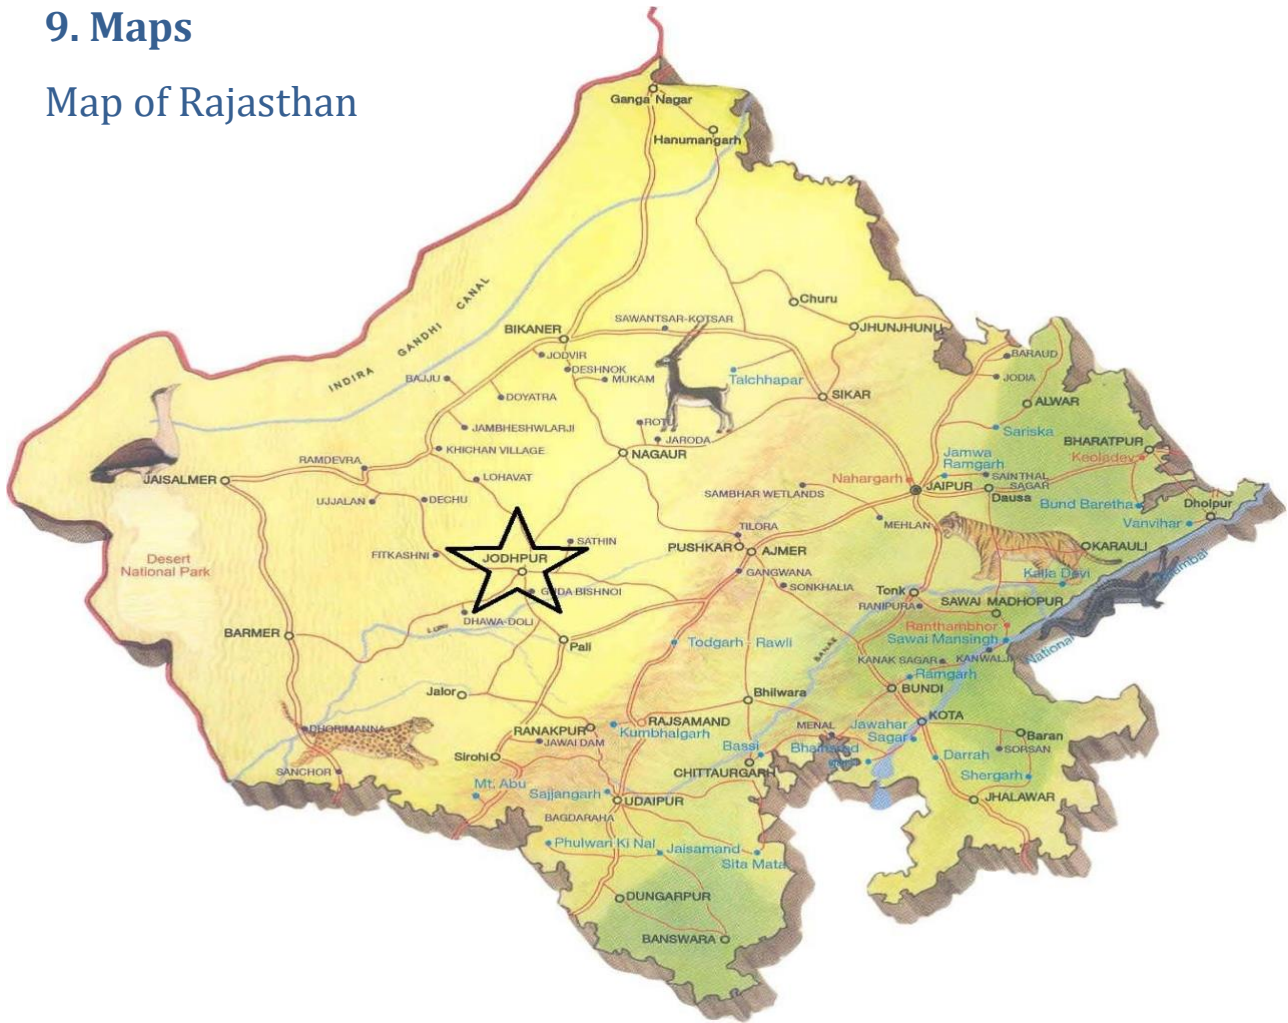 9. Maps
Map of Rajasthan
Ganga Nagar
Hanumangarh
INDIRA GANDHI CANAL
Churu
SAWANTSAR-KOTSAR
BIKANER
JHUNJHUNU
JODVIR
DESHNOK
MUKAM
BAJJU
Talchhapar
BARAUD
JODIA
DOYATRA
SIKAR
ALWAR
JAMBHESHWLARJI
ROTU
JARODA
Sariska
BHARATPUR
Keoladev
KHICHAN VILLAGE
NAGAUR
RAMDEVRA
LOHAVAT
Jamwa
Ramgarh
SAINTHAL
SAGAR
JAISALMER
Nahargarh
JAIPUR
Dausa
UJJALAN
DECHU
SAMBHAR WETLANDS
Bund Baretha
Dholpur
Vanvihar
MEHLAN
TILORA
SATHIN
PUSHKAR
AJMER
KARAULI
FITKASHNI
JODHPUR
Desert
National Park
GANGWANA
SONKHALIA
Kaila Devi
GUDA BISHNOI
Tonk
RANIPURA
SAWAI MADHOPUR
DHAWA-DOLI
Ranthambhor
BARMER
Pali
Todgarh - Rawli
Sawai Mansingh
National
BANAS
KANAK SAGAR
KANWALJI
Ramgarh
Jalor
Bhilwara
BUNDI
RANAKPUR
RAJSAMAND
Kumbhalgarh
KOTA
DHORIMANNA
MENAL
Jawahar
Sagar
Baran
JAWAI DAM
Bassi
SORSAN
Sirohi
Darrah
SANCHOR
CHITTAURGARH
Shergarh
Mt. Abu
Sajjangarh
UDAIPUR
JHALAWAR
BAGDARAHA
Phulwari Ki Nal
Jaisamand
Sita Mata
DUNGARPUR
BANSWARA